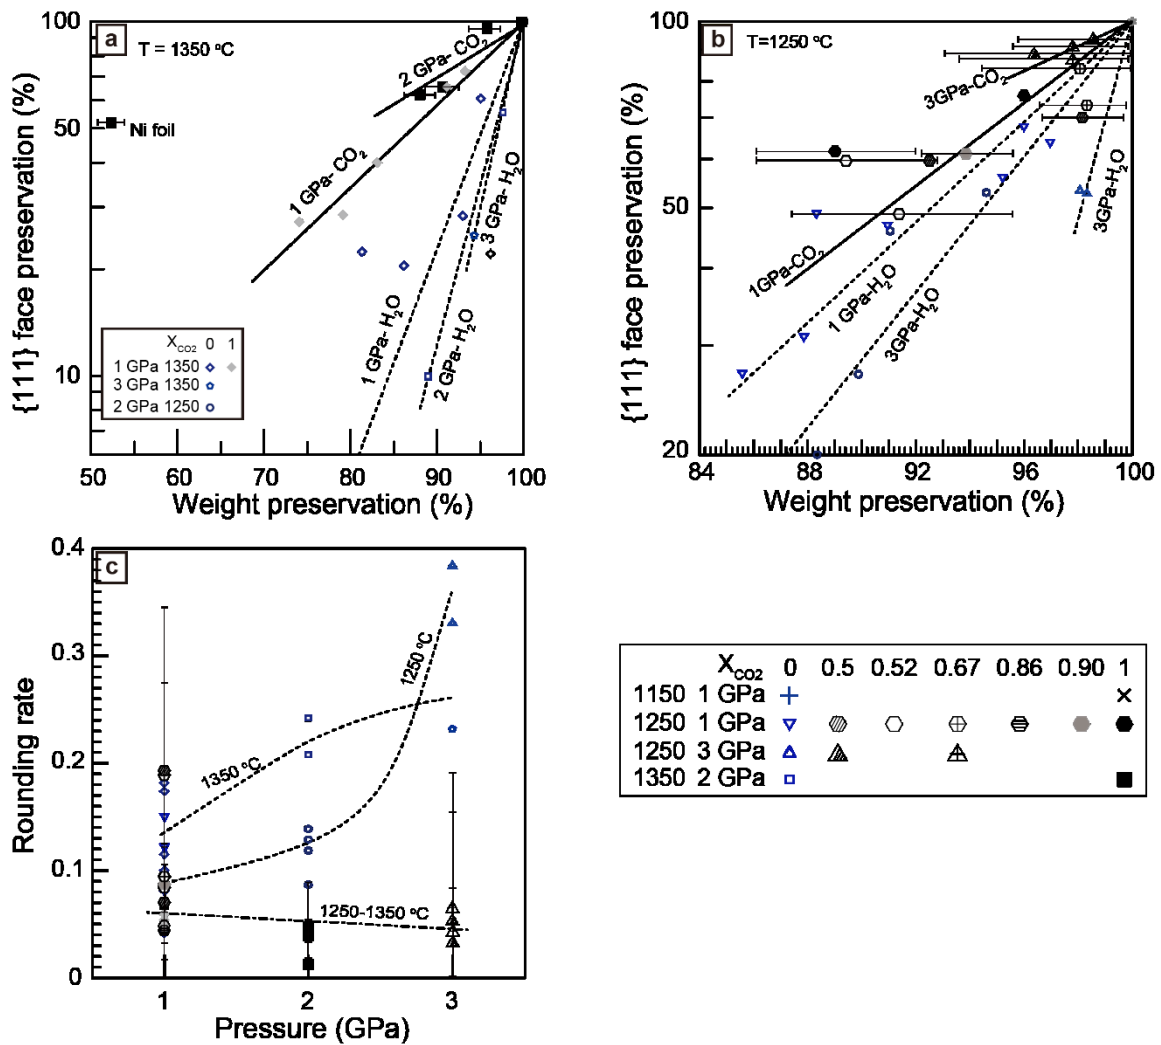 a
T = 1350 °C
{111} face preservation (%)
100
50
10
2 GPa- CO2
1 GPa- CO2
Ni foil
1 GPa- H2O
2 GPa- H2O
3 GPa- H2O
XCO2 0 1
1 GPa 1350
3 GPa 1350
2 GPa 1250
50 60 70 80 90 100
Weight preservation (%)
b
T=1250 °C
{111} face preservation (%)
100
50
20
3GPa-CO2
1GPa-CO2
1 GPa-H2O
3GPa-H2O
3GPa-H2O
84 88 92 96 100
Weight preservation (%)
c
Rounding rate
0.4
0.3
0.2
0.1
0
1350 °C
1250 °C
1250-1350 °C
1 2 3
Pressure (GPa)
XCO2 0 0.5 0.52 0.67 0.86 0.90 1
1150 1 GPa
1250 1 GPa
1250 3 GPa
1350 2 GPa